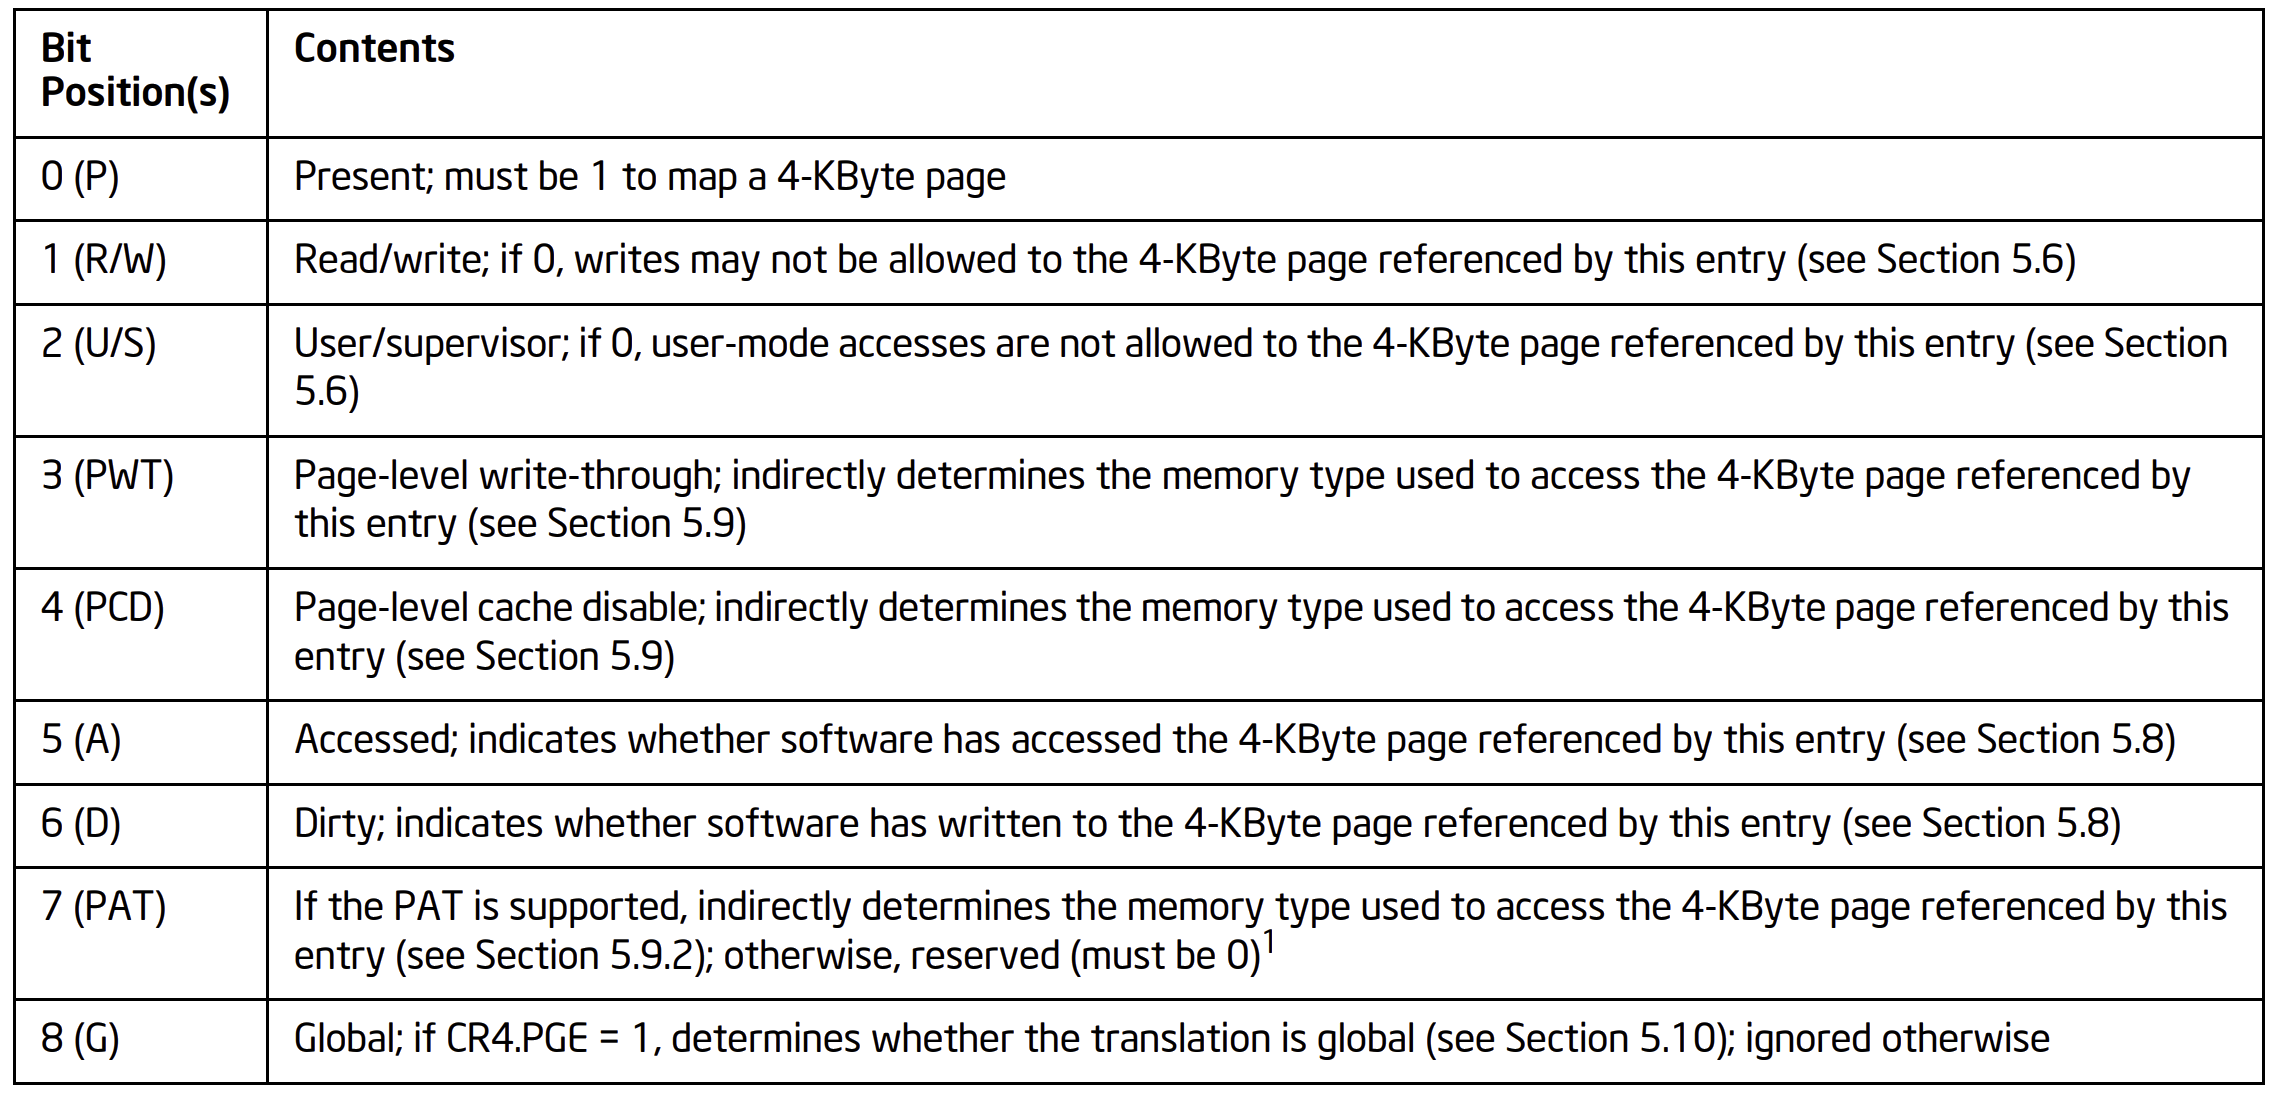 Bit
Position(s)
Contents
0 (P)
Present; must be 1 to map a 4-KByte page
1 (R/W)
Read/write; if 0, writes may not be allowed to the 4-KByte page referenced by this entry (see Section 5.6)
2 (U/S)
User/supervisor; if 0, user-mode accesses are not allowed to the 4-KByte page referenced by this entry (see Section
5.6)
3 (PWT)
Page-level write-through; indirectly determines the memory type used to access the 4-KByte page referenced by
this entry (see Section 5.9)
4 (PCD)
Page-level cache disable; indirectly determines the memory type used to access the 4-KByte page referenced by this
entry (see Section 5.9)
5 (A)
Accessed; indicates whether software has accessed the 4-KByte page referenced by this entry (see Section 5.8)
6 (D)
Dirty; indicates whether software has written to the 4-KByte page referenced by this entry (see Section 5.8)
7 (PAT)
If the PAT is supported, indirectly determines the memory type used to access the 4-KByte page referenced by this
entry (see Section 5.9.2); otherwise, reserved (must be 0)¹
8 (G)
Global; if CR4.PGE = 1, determines whether the translation is global (see Section 5.10); ignored otherwise